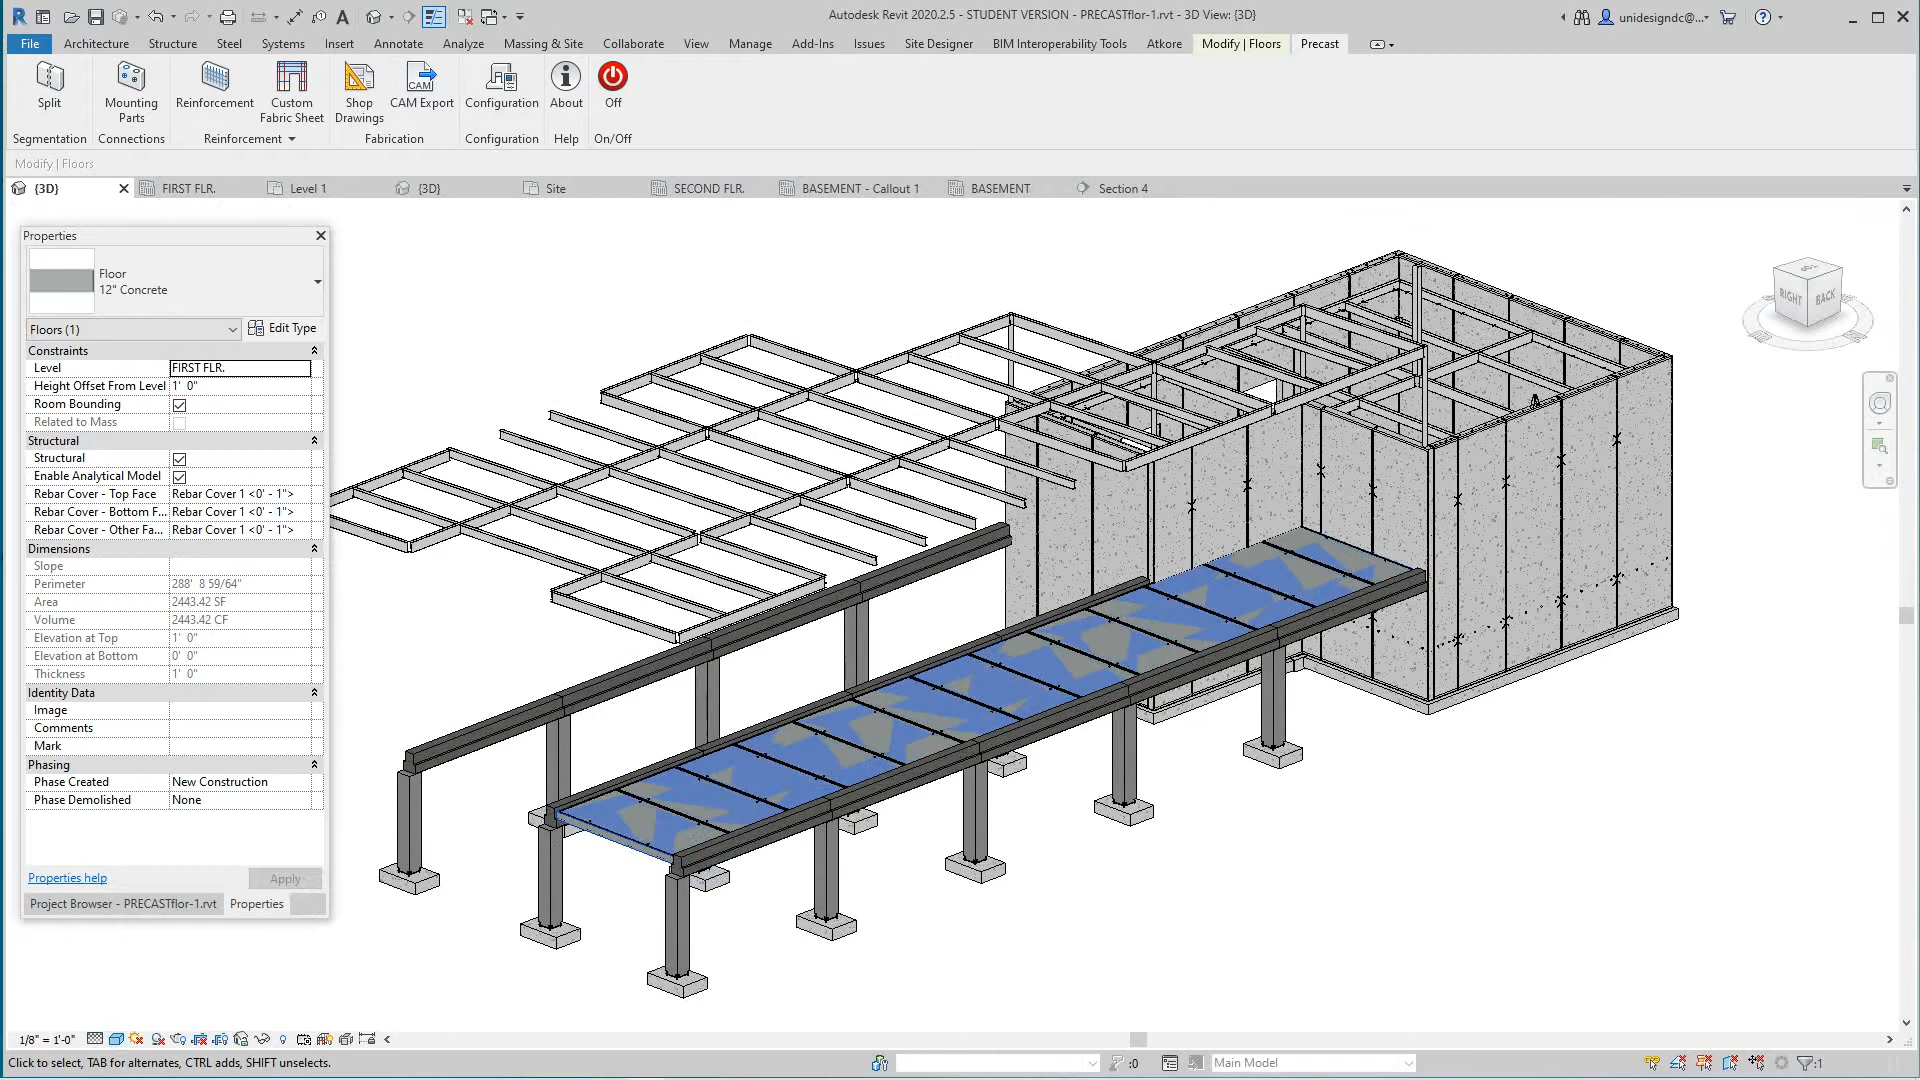 Autodesk Revit 2020.2.5 - STUDENT VERSION - PRECASTflor-1.rvt - 3D View: {3D}
unidesigndc@...
File Architecture Structure Steel Systems Insert Annotate Analyze Massing & Site Collaborate View Manage Add-Ins Issues Site Designer BIM Interoperability Tools Atkore Modify | Floors Precast
Split Mounting Parts Reinforcement Custom Fabric Sheet Shop Drawings CAM Export Configuration About Off
CAM
Segmentation Connections Reinforcement Fabrication Configuration Help On/Off
Modify | Floors
{3D} FIRST FLR. Level 1 {3D} Site SECOND FLR. BASEMENT - Callout 1 BASEMENT Section 4
Properties
Floor
12" Concrete
Floors (1) Edit Type
Constraints
Level FIRST FLR.
Height Offset From Level 1' 0"
Room Bounding
Related to Mass
Structural
Structural
Enable Analytical Model
Rebar Cover - Top Face Rebar Cover 1 <0' - 1">
Rebar Cover - Bottom F... Rebar Cover 1 <0' - 1">
Rebar Cover - Other Fa... Rebar Cover 1 <0' - 1">
Dimensions
Slope
Perimeter 288' 8 59/64"
Area 2443.42 SF
Volume 2443.42 CF
Elevation at Top 1' 0"
Elevation at Bottom 0' 0"
Thickness 1' 0"
Identity Data
Image
Comments
Mark
Phasing
Phase Created New Construction
Phase Demolished None
Properties help Apply
Project Browser - PRECASTflor-1.rvt Properties
RIGHT BACK
1/8" = 1'-0"
Click to select, TAB for alternates, CTRL adds, SHIFT unselects.
:0 Main Model :1